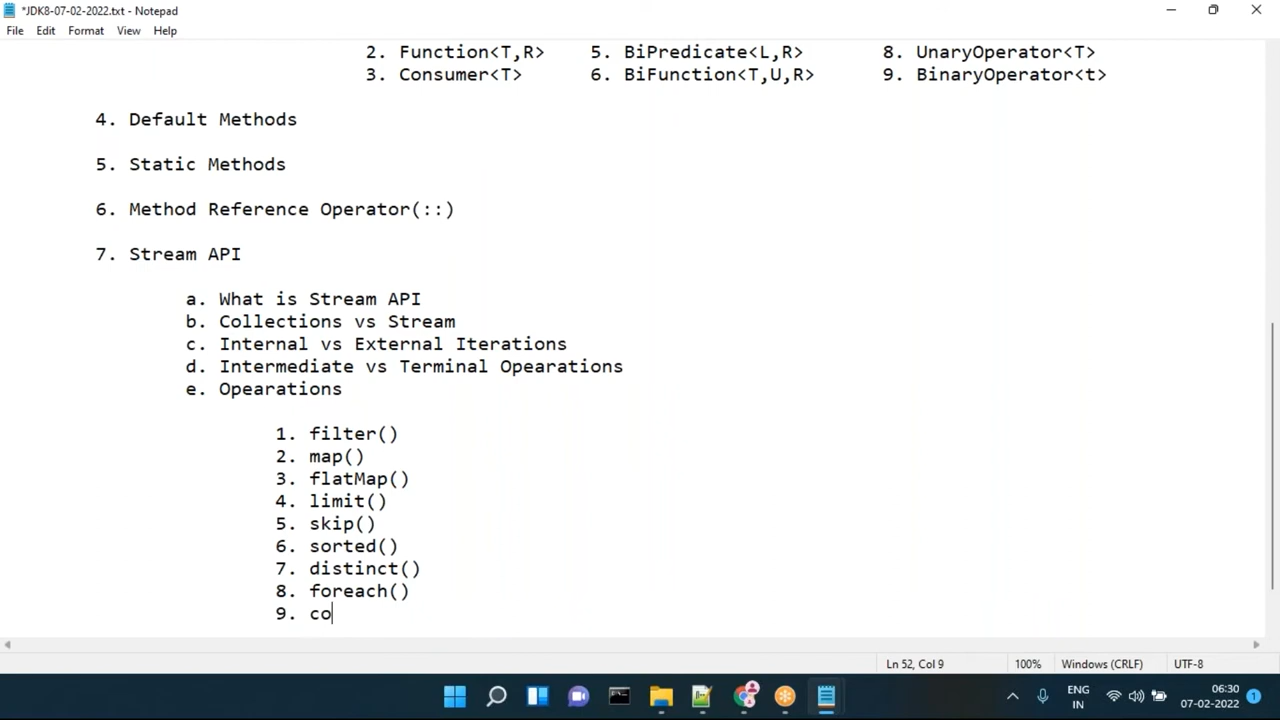 *JDK8-07-02-2022.txt - Notepad
File Edit Format View Help
2. Function<T,R> 5. BiPredicate<L,R> 8. UnaryOperator<T>
3. Consumer<T> 6. BiFunction<T,U,R> 9. BinaryOperator<t>
4. Default Methods
5. Static Methods
6. Method Reference Operator(::)
7. Stream API
a. What is Stream API
b. Collections vs Stream
c. Internal vs External Iterations
d. Intermediate vs Terminal Opearations
e. Opearations
1. filter()
2. map()
3. flatMap()
4. limit()
5. skip()
6. sorted()
7. distinct()
8. foreach()
9. co
Ln 52, Col 9 100% Windows (CRLF) UTF-8
ENG 06:30
IN 07-02-2022 1